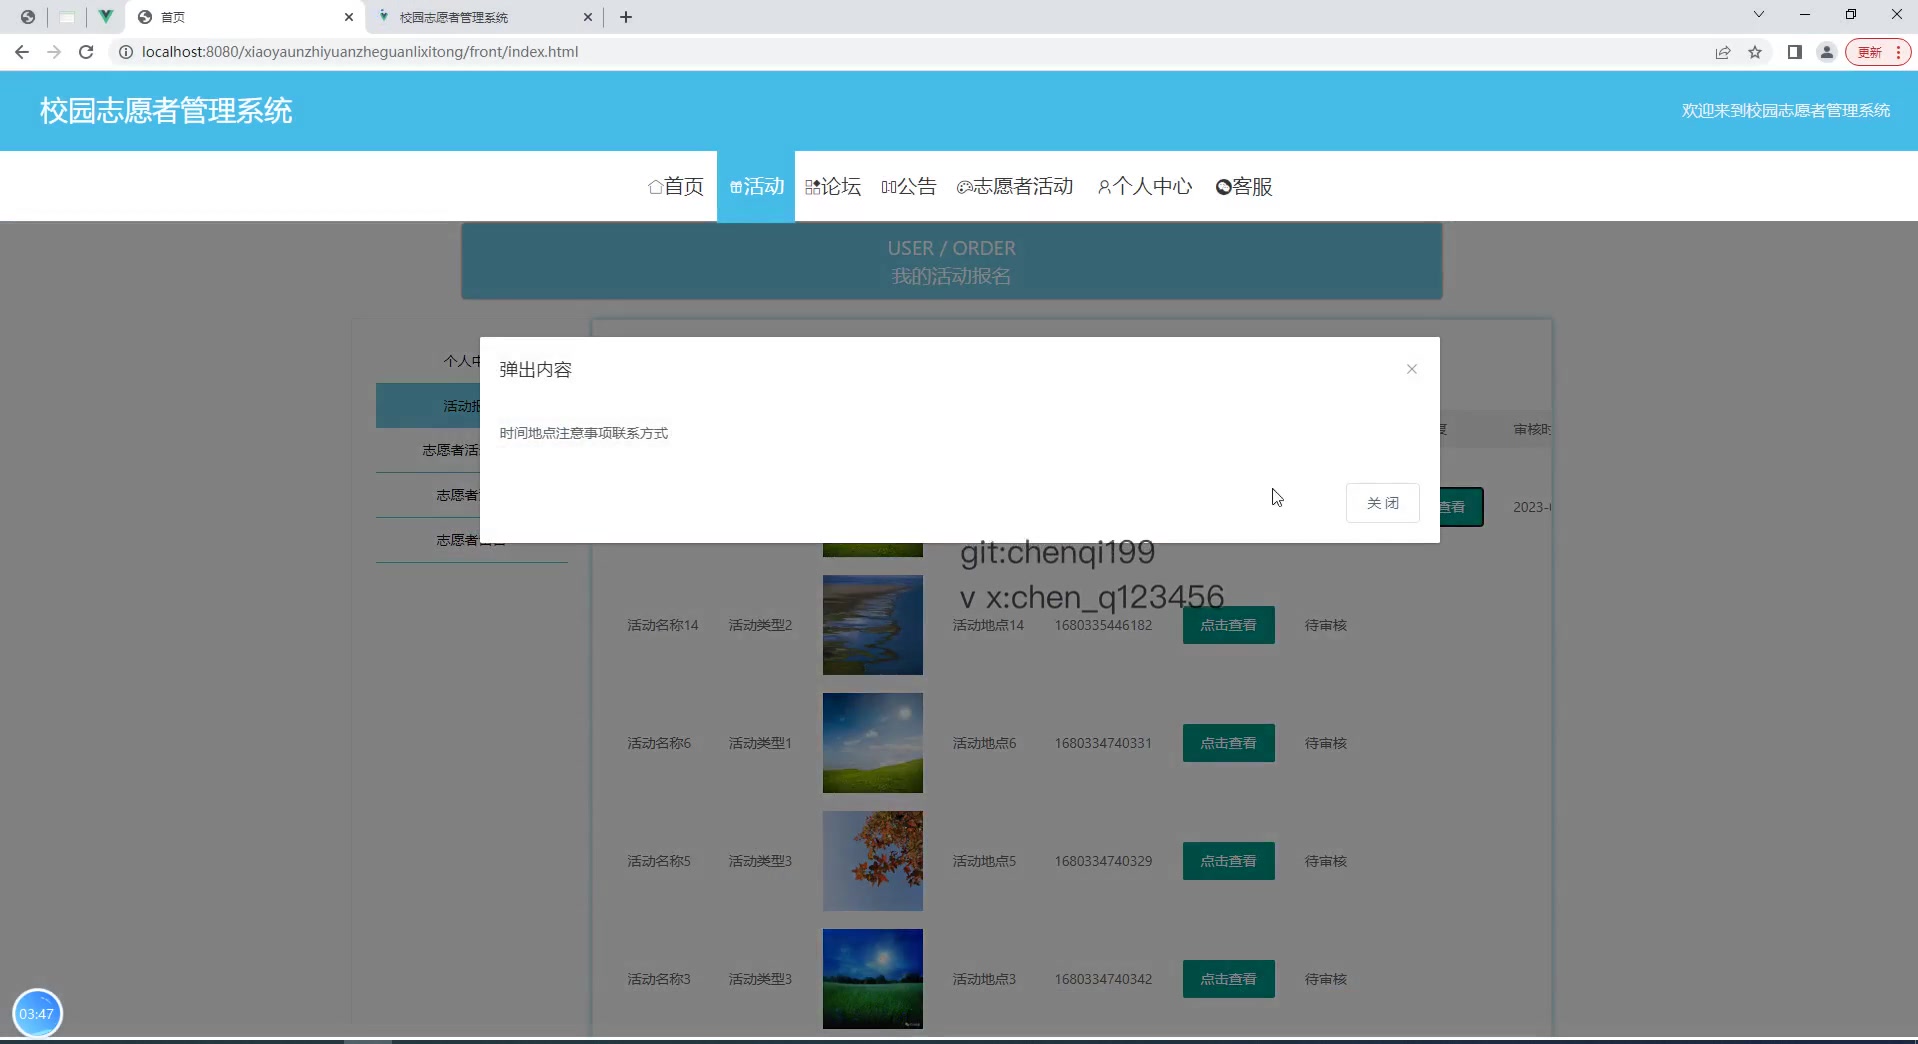 首页
校园志愿者管理系统
localhost:8080/xiaoyaunzhiyuanzheguanlixitong/front/index.html
更新
校园志愿者管理系统
欢迎来到校园志愿者管理系统
首页 活动 论坛 公告 志愿者活动 个人中心 客服
USER / ORDER
我的活动报名
个人中
弹出内容
活动报
审核时
时间地点注意事项联系方式
志愿者活
志愿者
关闭
查看
2023-
志愿者
git:chenqi199
v x:chen_q123456
活动名称14 活动类型2 活动地点14 1680335446182 点击查看 待审核
活动名称6 活动类型1 活动地点6 1680334740331 点击查看 待审核
活动名称5 活动类型3 活动地点5 1680334740329 点击查看 待审核
活动名称3 活动类型3 活动地点3 1680334740342 点击查看 待审核
03:47